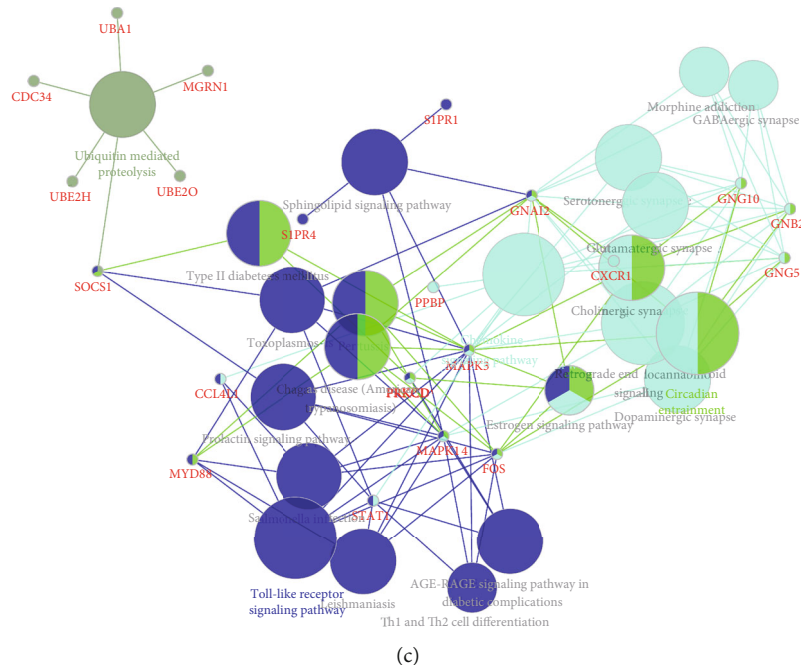 UBA1
CDC34
MGRN1
Ubiquitin mediated
proteolysis
UBE2H
UBE2O
S1PR1
Sphingolipid signaling pathway
S1PR4
Morphine addiction
GABAergic synapse
Serotonergic synapse
GNAI2
GNG10
GNB2
Glutamatergic synapse
CXCR1
GNG5
Type II diabetes mellitus
SOCS1
PPBP
Cholinergic syna
Toxoplasmosis
Pertussis
Chemokine
pathway
MAPK3
CCL4L1
Chagas disease (American
trypanosomiasis)
PRKCD
Retrograde endocannabinoid
signaling
Circadian
entrainment
Dopaminergic synapse
Estrogen signaling pathway
Prolactin signaling pathway
MAPK14
FOS
MYD88
Salmonella infection
STAT1
Toll-like receptor
signaling pathway
Leishmaniasis
AGE-RAGE signaling pathway in
diabetic complications
Th1 and Th2 cell differentiation
(c)